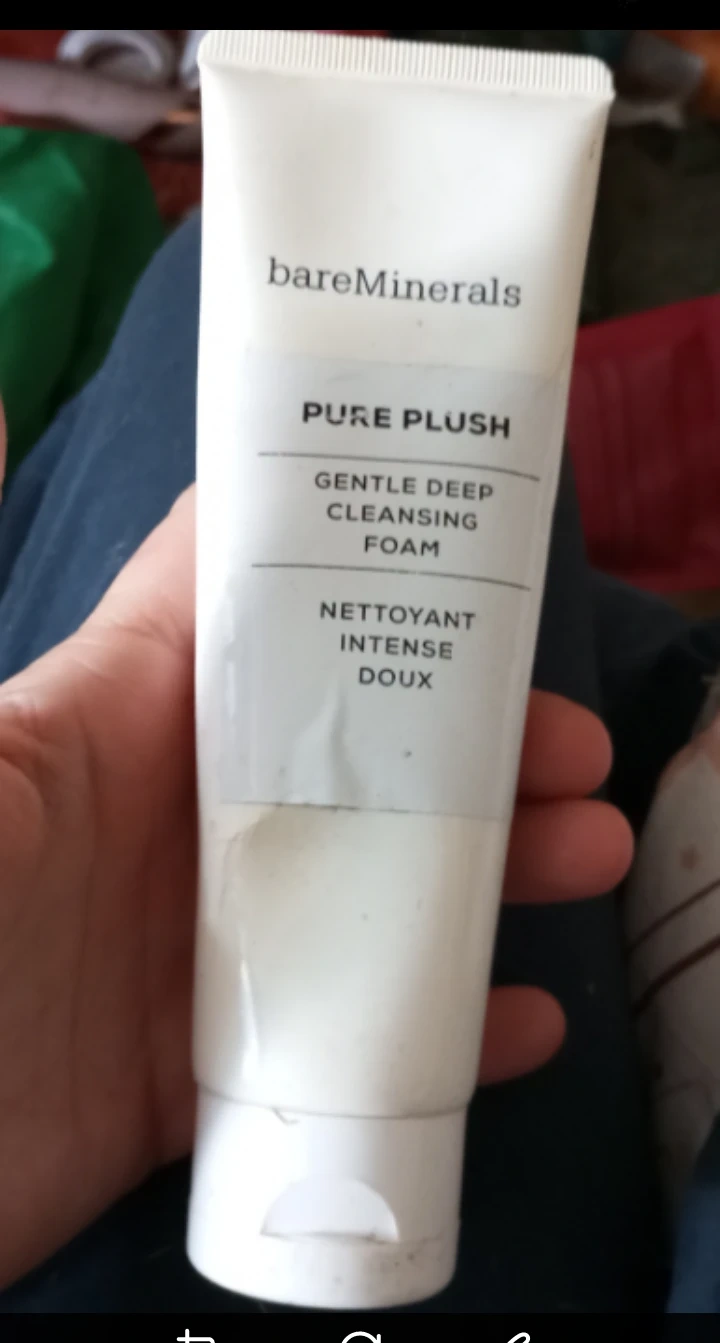 bareMinerals
PURE PLUSH
GENTLE DEEP
CLEANSING
FOAM
NETTOYANT
INTENSE
DOUX